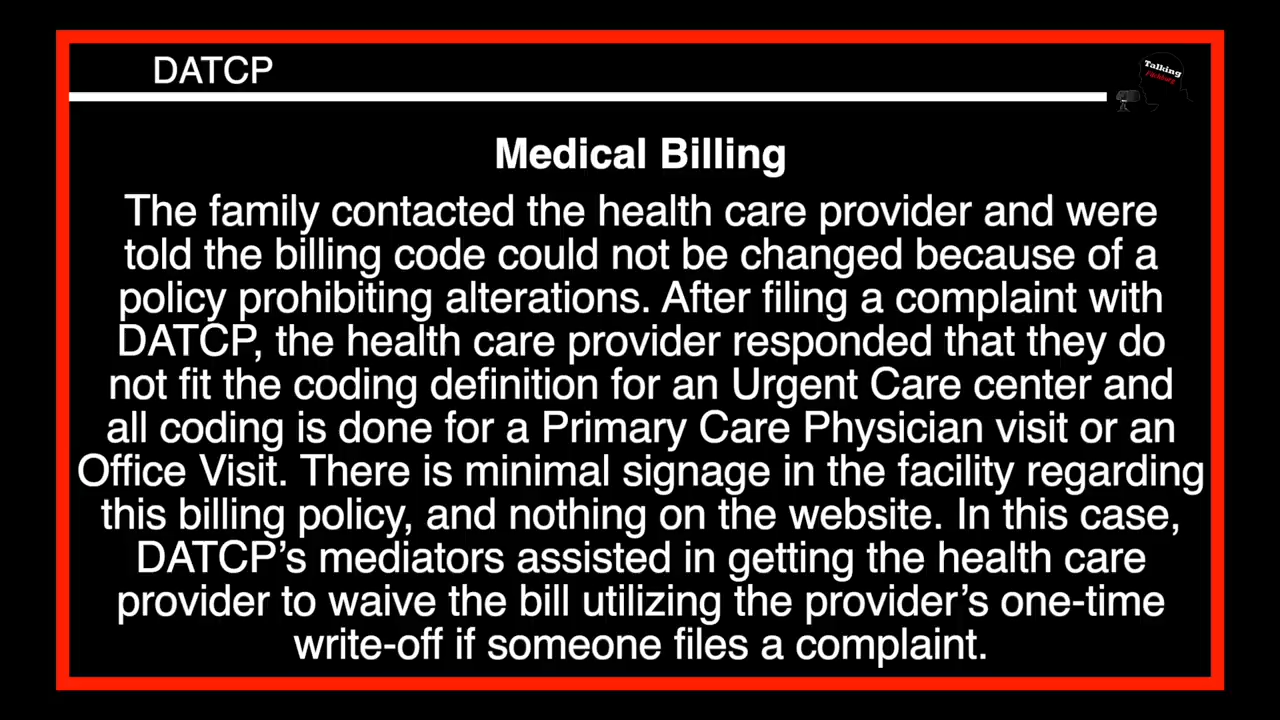 DATCP
Talking
Fitchburg
Medical Billing
The family contacted the health care provider and were
told the billing code could not be changed because of a
policy prohibiting alterations. After filing a complaint with
DATCP, the health care provider responded that they do
not fit the coding definition for an Urgent Care center and
all coding is done for a Primary Care Physician visit or an
Office Visit. There is minimal signage in the facility regarding
this billing policy, and nothing on the website. In this case,
DATCP’s mediators assisted in getting the health care
provider to waive the bill utilizing the provider’s one-time
write-off if someone files a complaint.